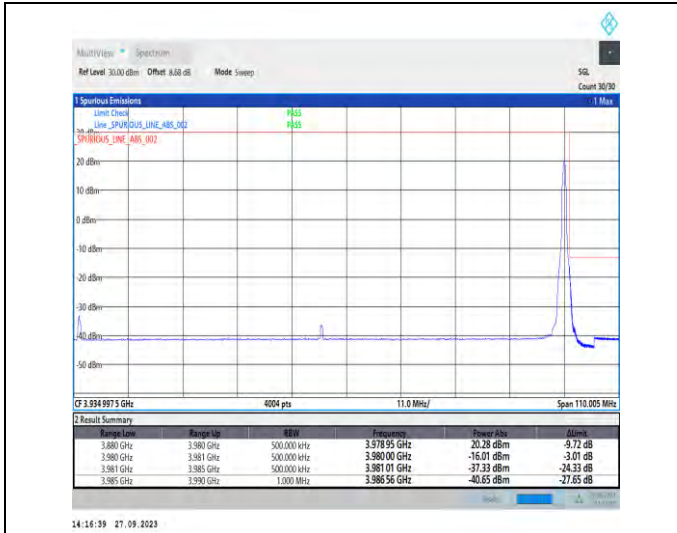 MultiView Spectrum
Ref Level 30.00 dBm Offset 8.68 dB Mode Sweep SGL
Count 30/30
1 Spurious Emissions 1 Max
Limit Check PASS
Line _SPURIOUS_LINE_ABS_002 PASS
30 dBm
_SPURIOUS_LINE_ABS_002
20 dBm
10 dBm
0 dBm
-10 dBm
-20 dBm
-30 dBm
-40 dBm
-50 dBm
CF 3.934 997 5 GHz 4004 pts 11.0 MHz/ Span 110.005 MHz
2 Result Summary
Range Low Range Up RBW Frequency Power Abs ΔLimit
3.880 GHz 3.980 GHz 500.000 kHz 3.978 95 GHz 20.28 dBm -9.72 dB
3.980 GHz 3.981 GHz 500.000 kHz 3.980 00 GHz -16.01 dBm -3.01 dB
3.981 GHz 3.985 GHz 500.000 kHz 3.981 01 GHz -37.33 dBm -24.33 dB
3.985 GHz 3.990 GHz 1.000 MHz 3.986 56 GHz -40.65 dBm -27.65 dB
14:16:39 27.09.2023